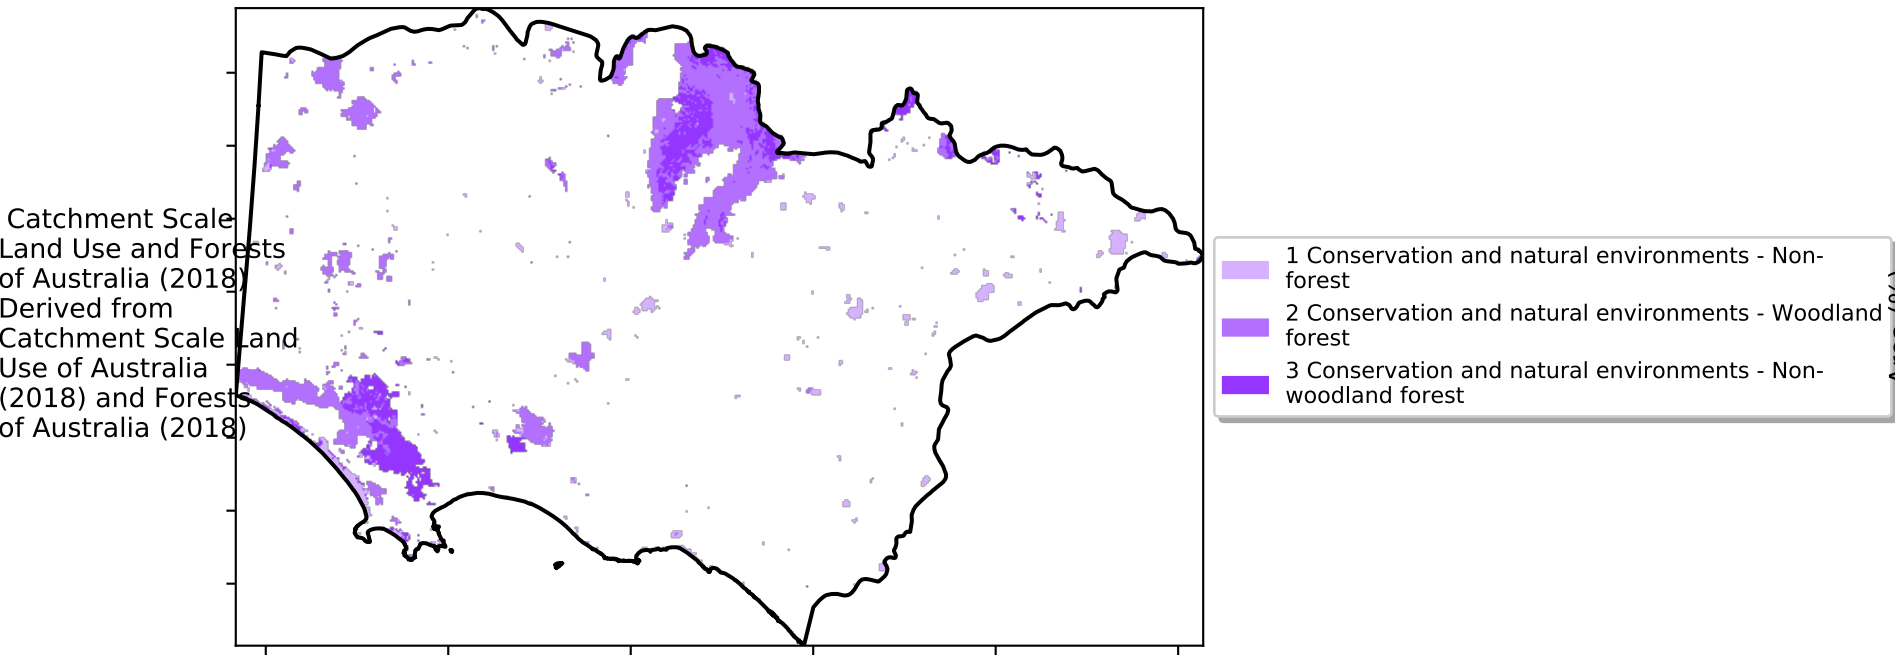 Catchment Scale
Land Use and Forests
of Australia (2018)
Derived from
Catchment Scale Land
Use of Australia
(2018) and Forests
of Australia (2018)
1 Conservation and natural environments - Non-
forest
2 Conservation and natural environments - Woodland
forest
3 Conservation and natural environments - Non-
woodland forest